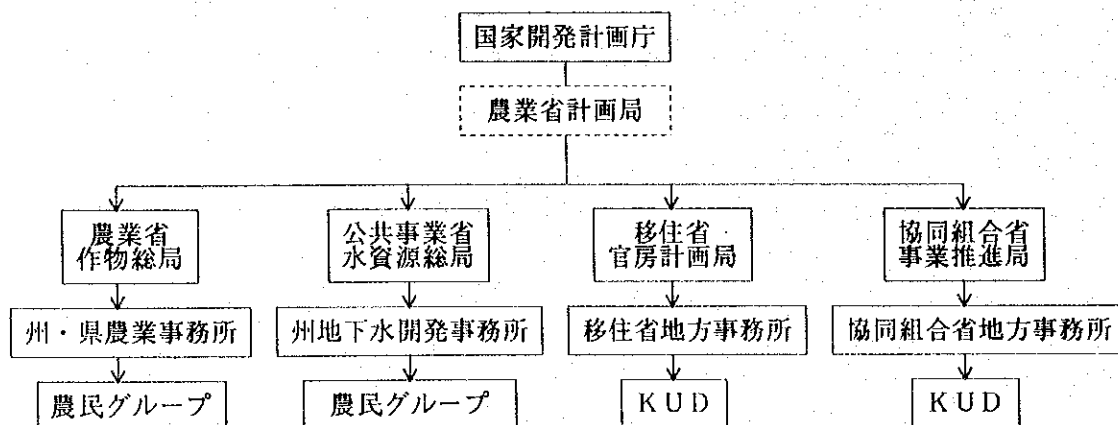 国家開発計画庁
農業省計画局
農業省
作物総局
公共事業省
水資源総局
移住省
官房計画局
協同組合省
事業推進局
州・県農業事務所
州地下水開発事務所
移住省地方事務所
協同組合省地方事務所
農民グループ
農民グループ
KUD
KUD